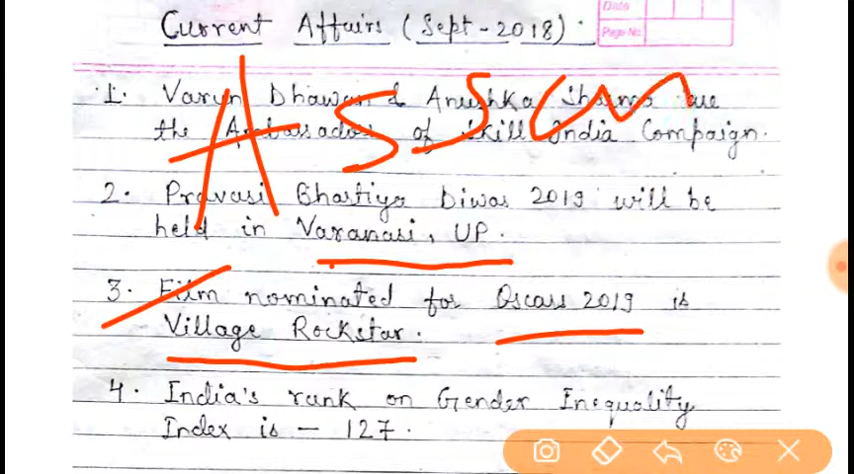 Current Affairs (Sept-2018).
Date
Page No.
1. Varun Dhawan & Anushka Sharma are
the Ambassador of Skill India Campaign.
ASSam
2. Pravasi Bhartiya Diwas 2019 will be
held in Varanasi, UP.
3. Film nominated for Oscars 2019 is
Village Rockstar.
4. India's rank on Gender Inequality
Index is - 127.